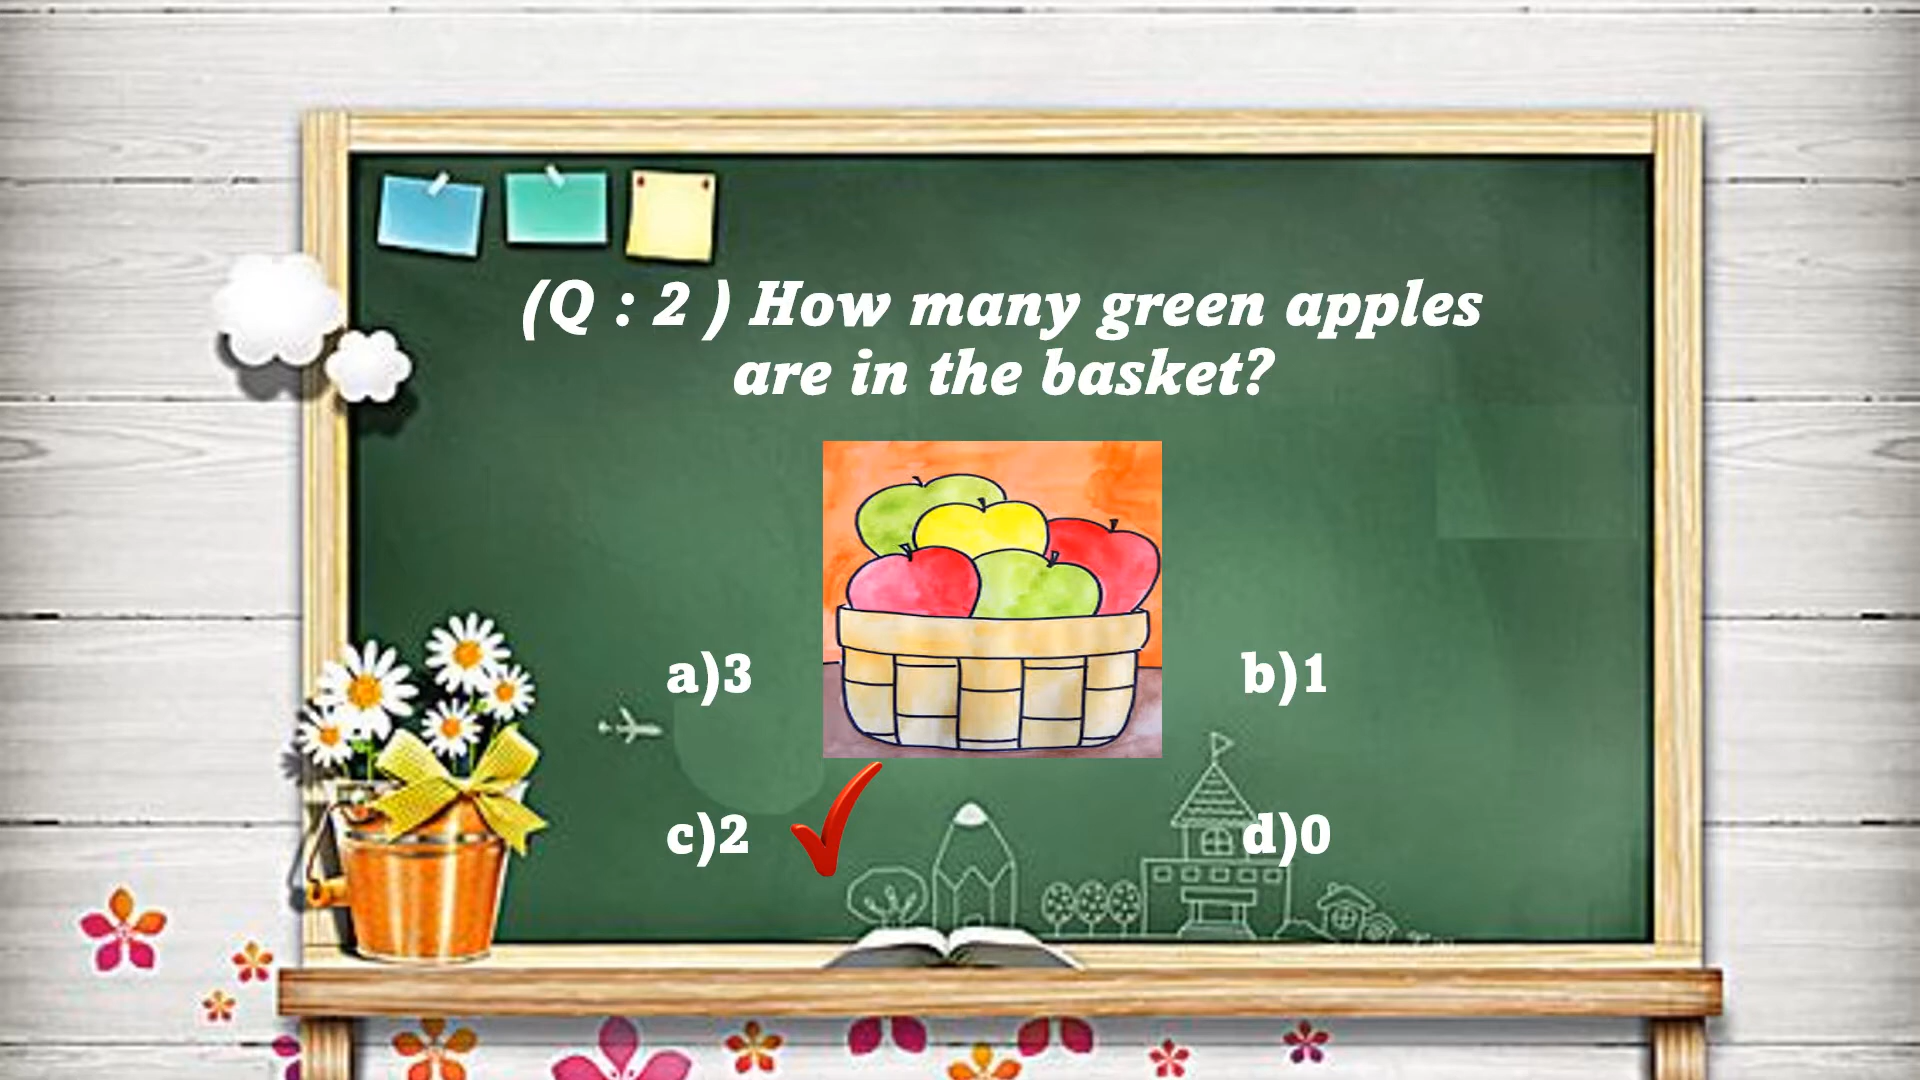 (Q : 2 ) How many green apples
are in the basket?
a)3
b)1
c)2
d)0